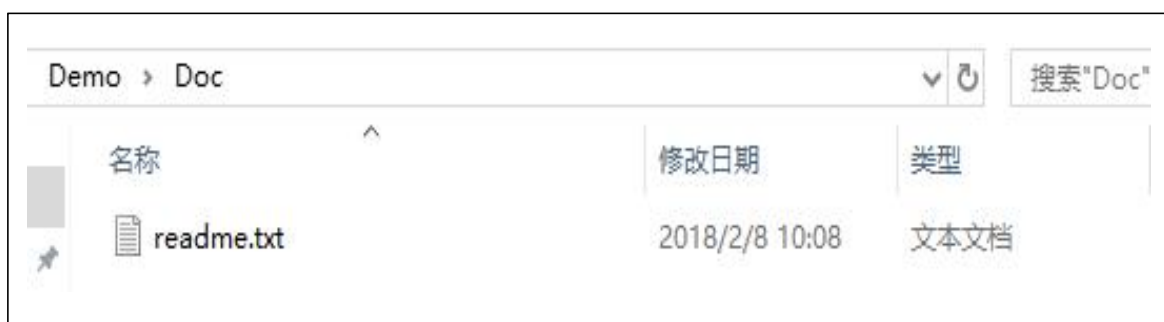 Demo › Doc 搜索"Doc"
名称 修改日期 类型
readme.txt 2018/2/8 10:08 文本文档